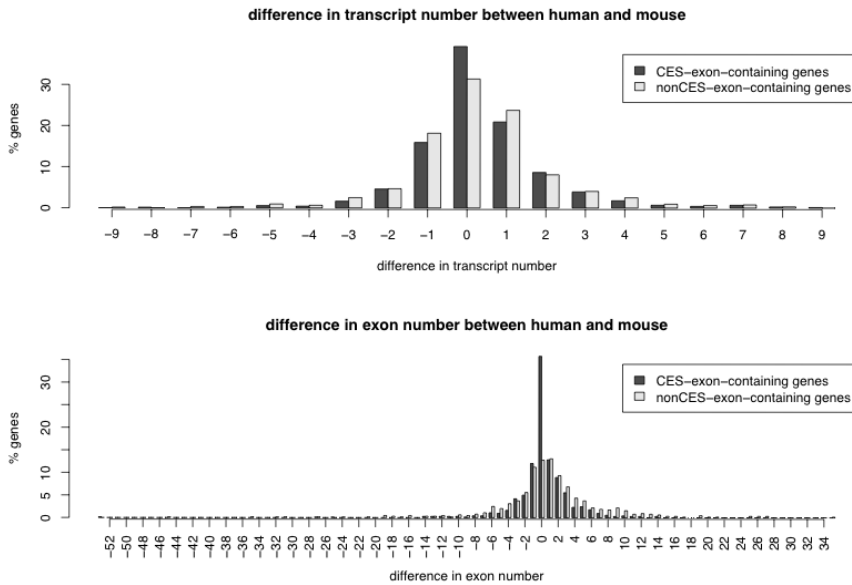 difference in transcript number between human and mouse
CES−exon−containing genes
nonCES−exon−containing genes
% genes
30
20
10
0
−9 −8 −7 −6 −5 −4 −3 −2 −1 0 1 2 3 4 5 6 7 8 9
difference in transcript number
difference in exon number between human and mouse
CES−exon−containing genes
nonCES−exon−containing genes
% genes
30
20
10
5
0
−52 −50 −48 −46 −44 −42 −40 −38 −36 −34 −32 −30 −28 −26 −24 −22 −20 −18 −16 −14 −12 −10 −8 −6 −4 −2 0 2 4 6 8 10 12 14 16 18 20 22 24 26 28 30 32 34
difference in exon number